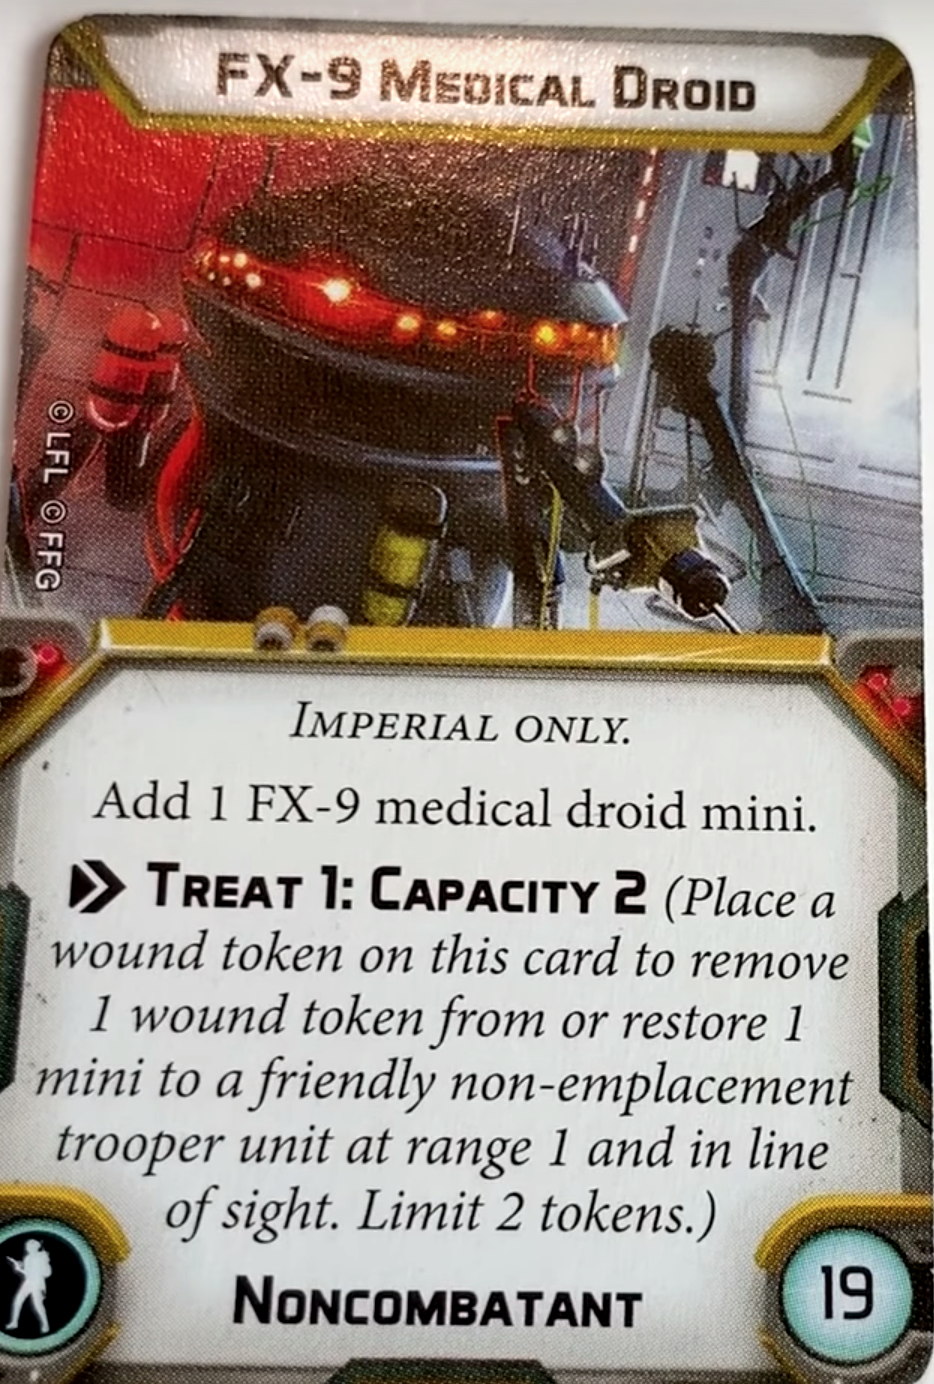 FX-9 MEDICAL DROID
© LFL © FFG
IMPERIAL ONLY.
Add 1 FX-9 medical droid mini.
TREAT 1: CAPACITY 2 (Place a
wound token on this card to remove
1 wound token from or restore 1
mini to a friendly non-emplacement
trooper unit at range 1 and in line
of sight. Limit 2 tokens.)
NONCOMBATANT
19